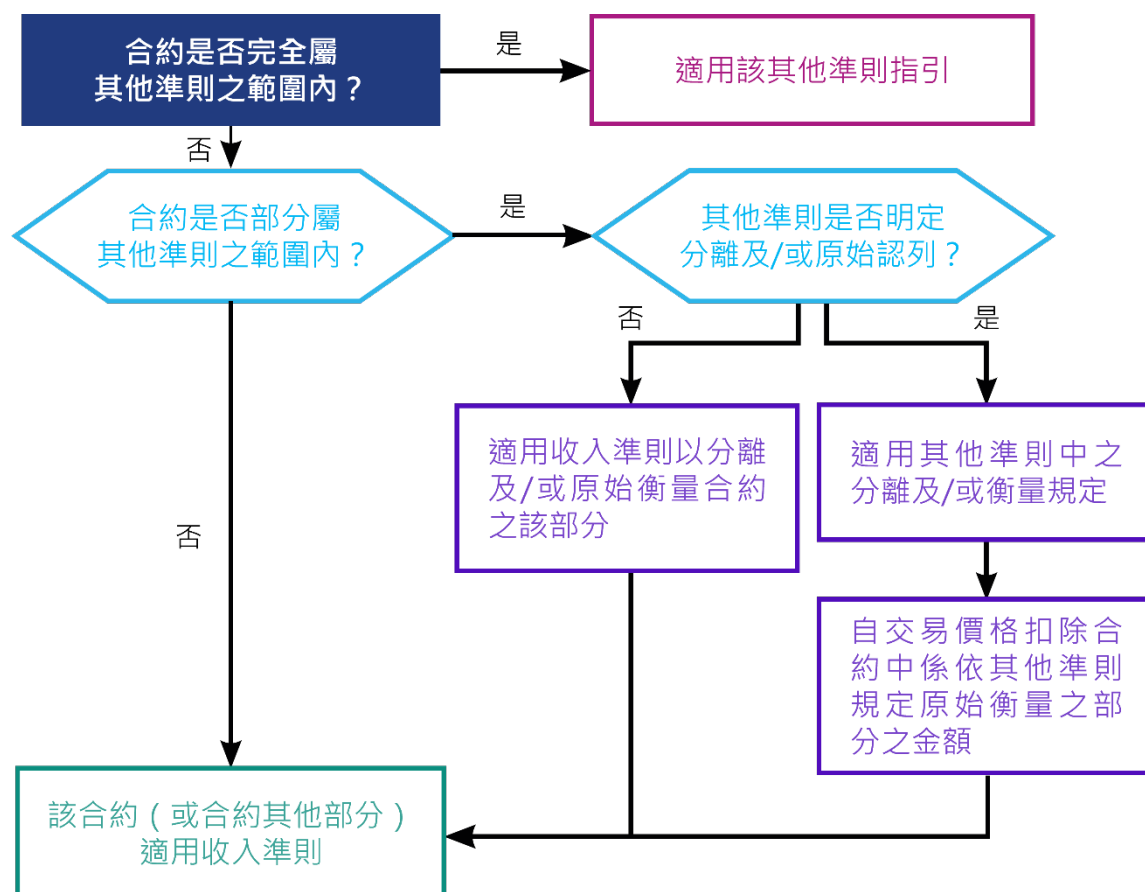 合約是否完全屬
其他準則之範圍內？
是
適用該其他準則指引
否
合約是否部分屬
其他準則之範圍內？
是
其他準則是否明定
分離及/或原始認列？
否
是
適用收入準則以分離
及/或原始衡量合約
之該部分
適用其他準則中之
分離及/或衡量規定
否
自交易價格扣除合
約中係依其他準則
規定原始衡量之部
分之金額
該合約（或合約其他部分）
適用收入準則